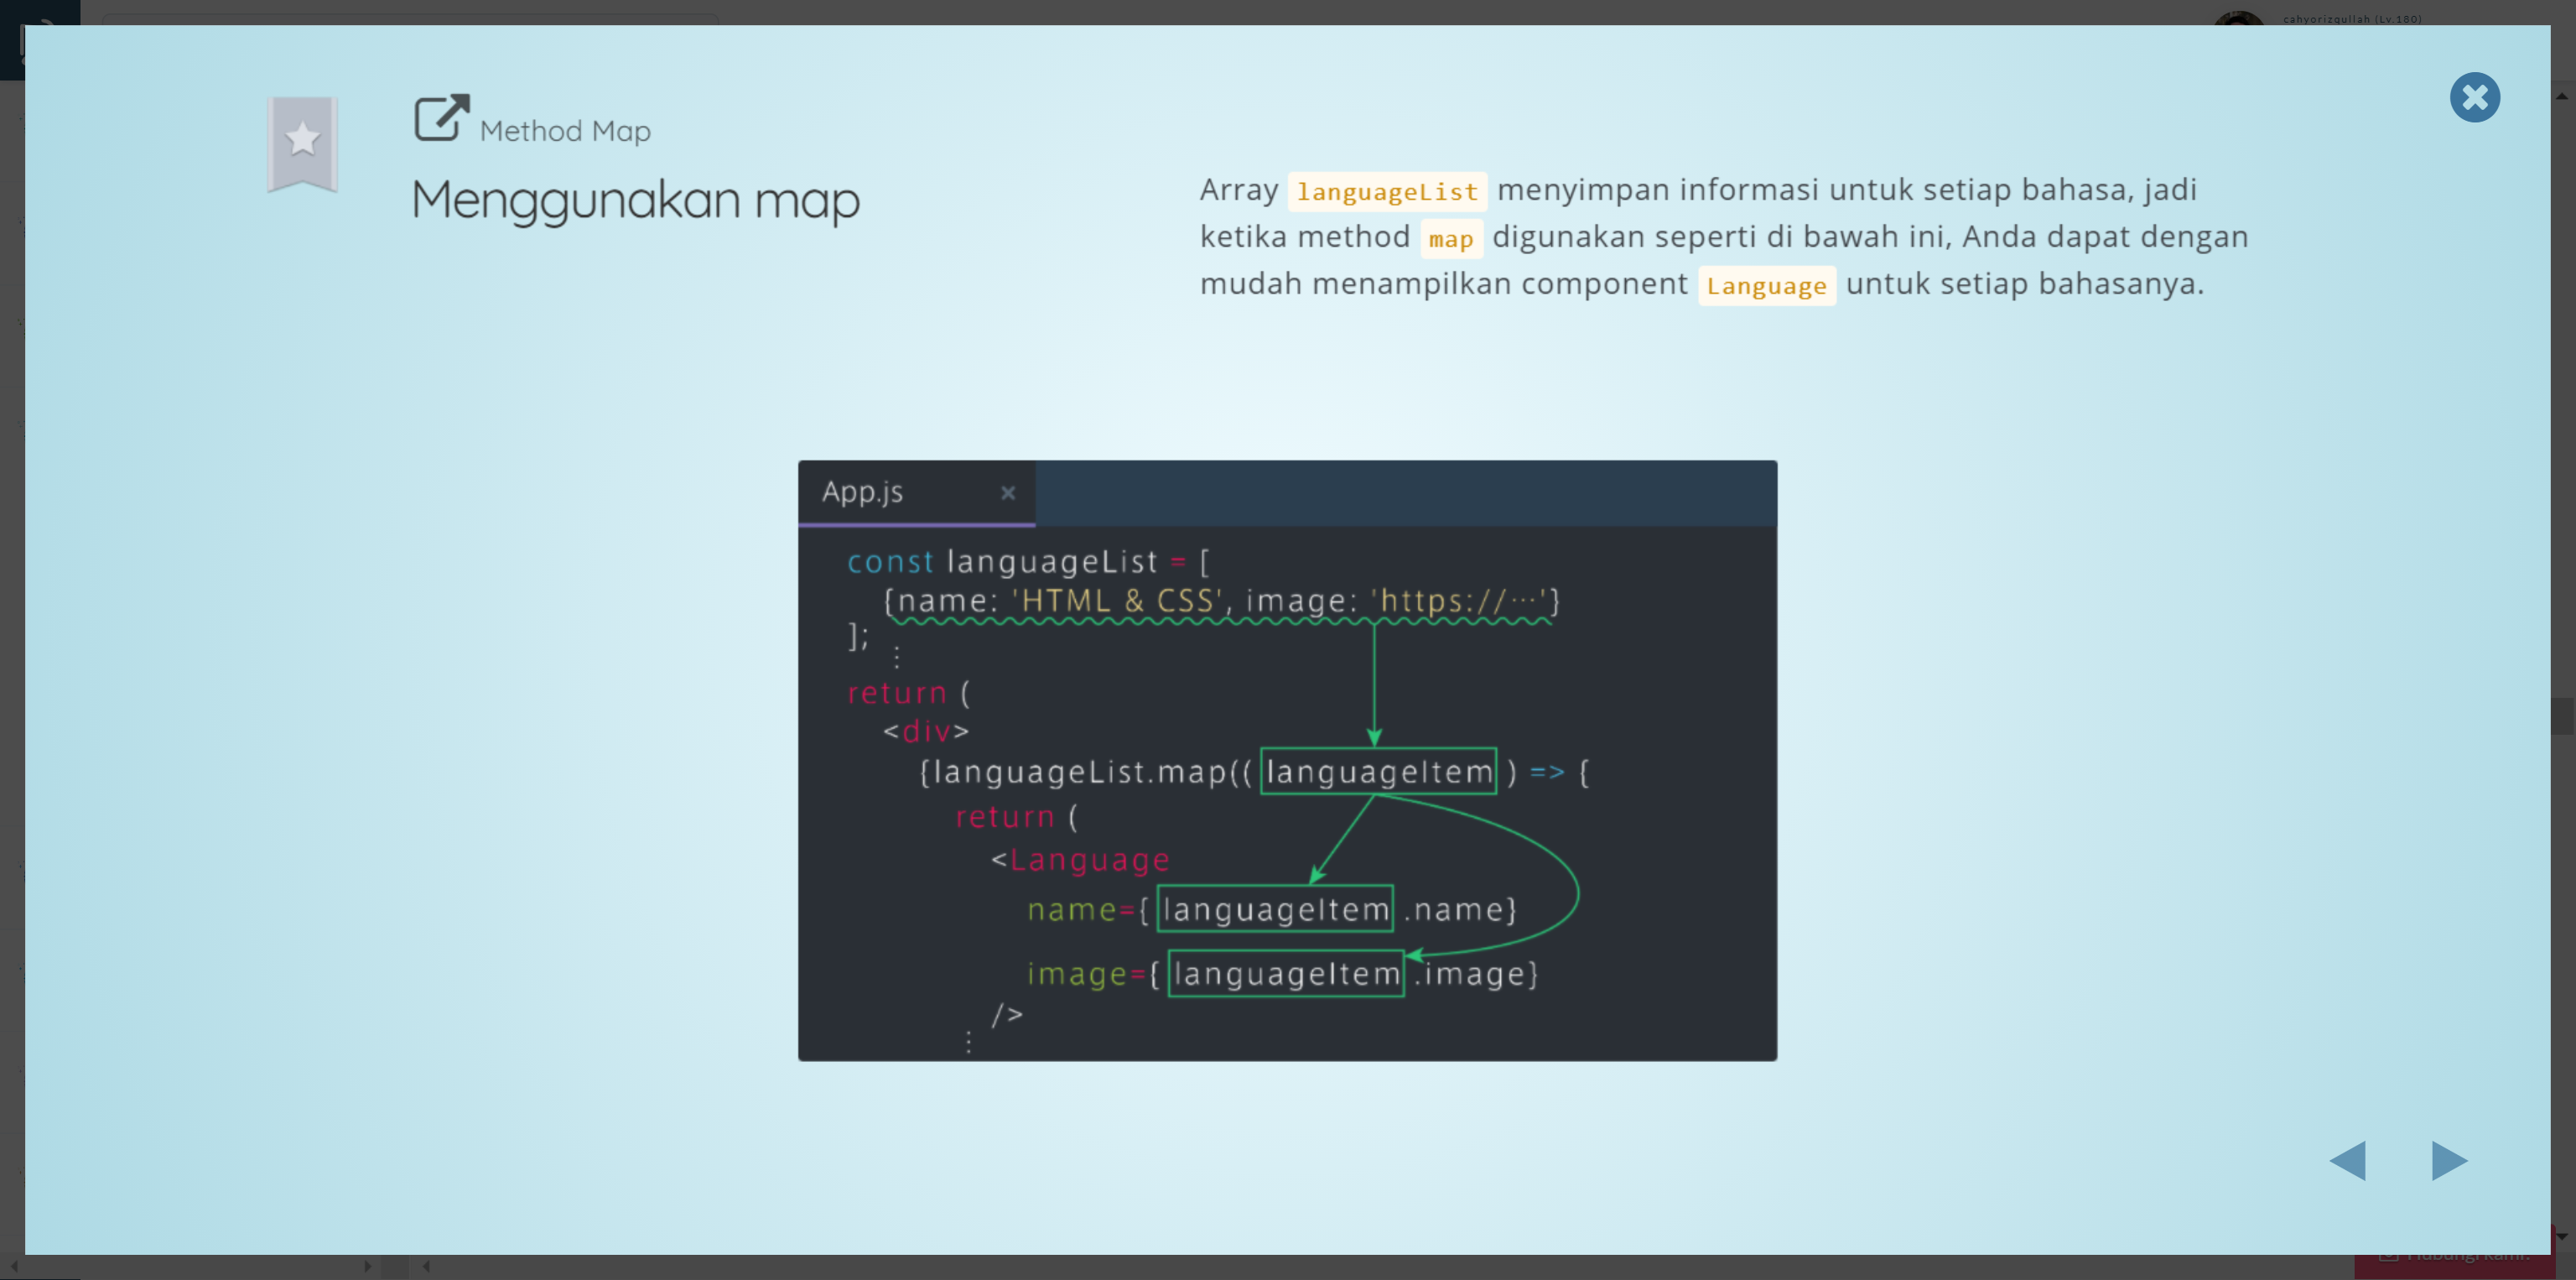 cahyorizqullah (Lv.180)
Method Map
Menggunakan map
Array languageList menyimpan informasi untuk setiap bahasa, jadi
ketika method map digunakan seperti di bawah ini, Anda dapat dengan
mudah menampilkan component Language untuk setiap bahasanya.
App.js ×
const languageList = [
{name: 'HTML & CSS', image: 'https://···'}
];
⋮
return (
<div>
{languageList.map(( languageItem ) => {
return (
<Language
name={ languageItem .name}
image={ languageItem .image}
/>
⋮
Hubungi kami!